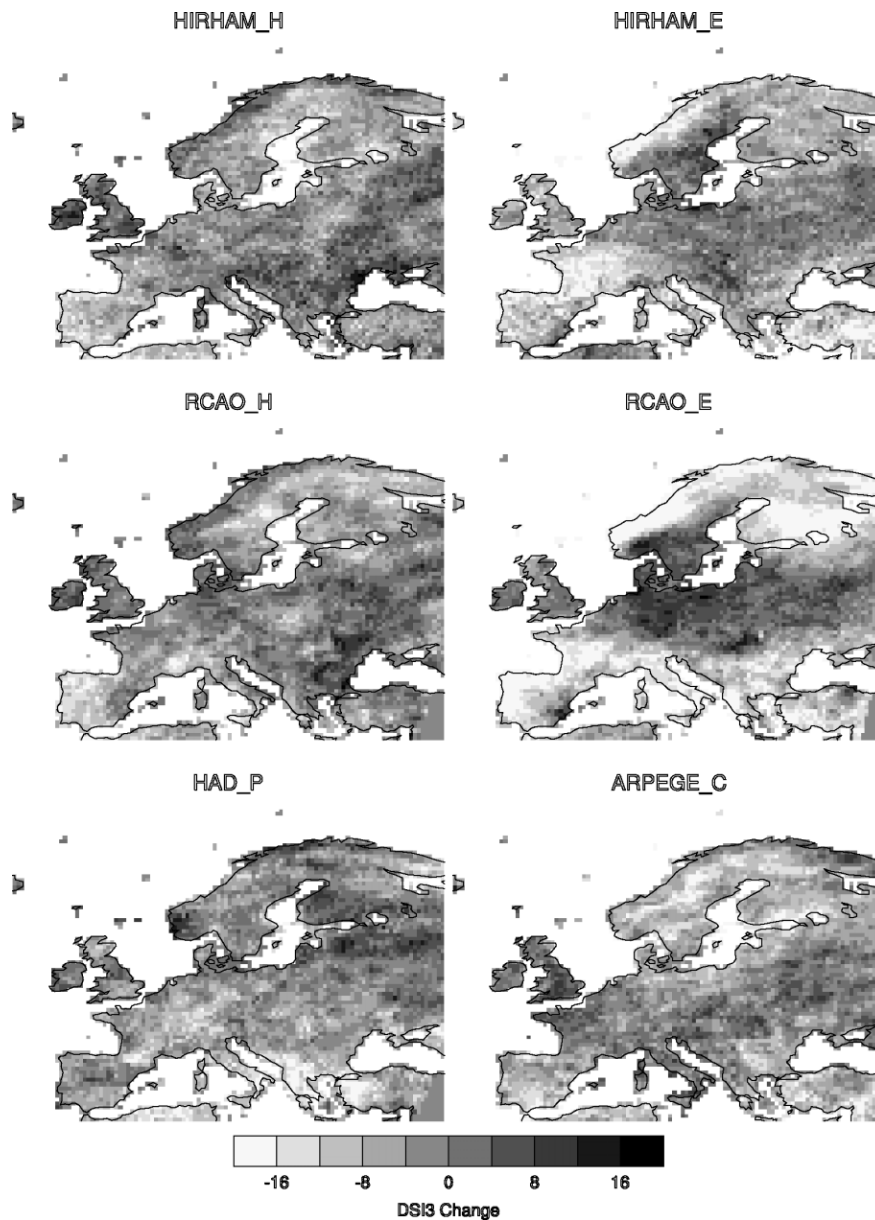 HIRHAM_H
HIRHAM_E
RCAO_H
RCAO_E
HAD_P
ARPEGE_C
-16 -8 0 8 16
DSI3 Change